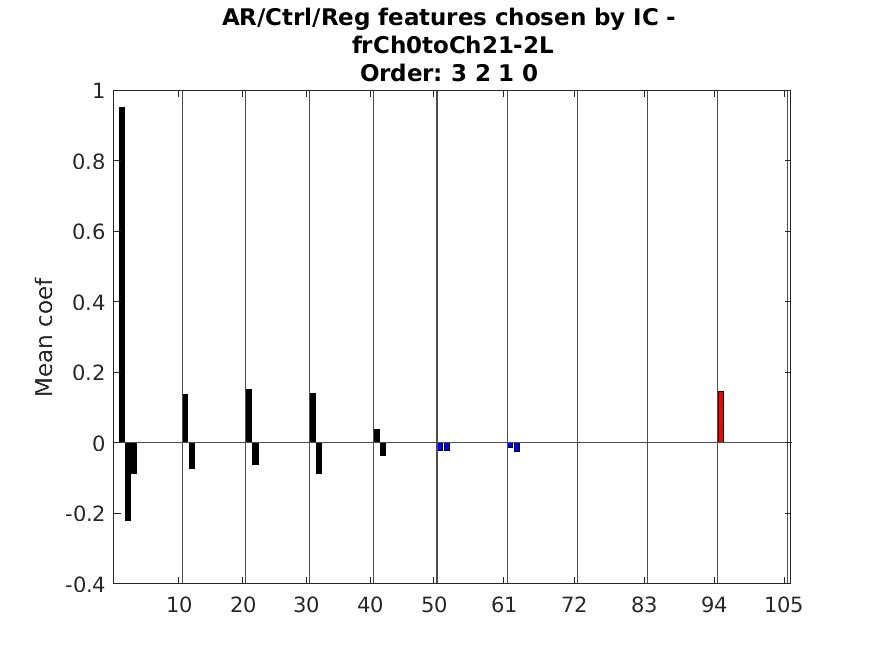 AR/Ctrl/Reg features chosen by IC -
frCh0toCh21-2L
Order: 3 2 1 0
1
0.8
0.6
0.4
0.2
0
-0.2
-0.4
Mean coef
10 20 30 40 50 61 72 83 94 105